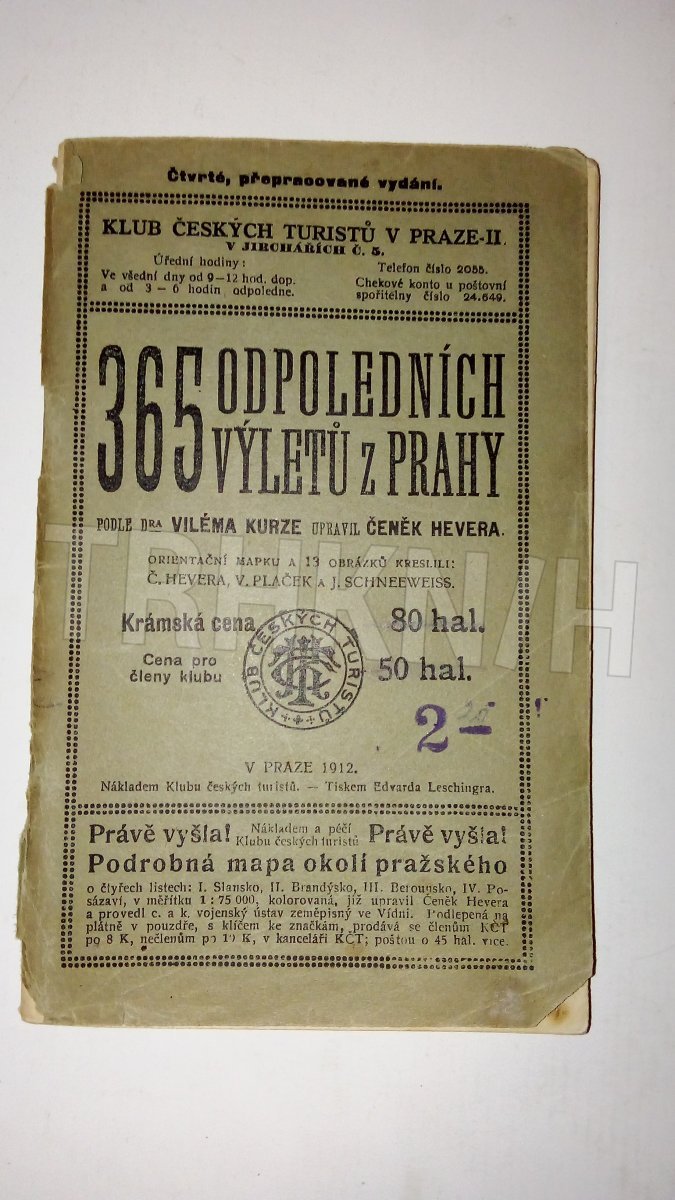 Čtvrté, přepracované vydání.
KLUB ČESKÝCH TURISTŮ V PRAZE-II.
V JIRCHÁŘÍCH Č. 5.
Úřední hodiny:
Ve všední dny od 9—12 hod. dop.
a od 3—6 hodin odpoledne.
Telefon číslo 2055.
Chekové konto u poštovní
spořitelny číslo 24.649.
365 ODPOLEDNÍCH
VÝLETŮ Z PRAHY
PODLE DRA VILÉMA KURZE UPRAVIL ČENĚK HEVERA.
ORIENTAČNÍ MAPKU A 13 OBRÁZKŮ KRESLILI:
Č. HEVERA, V. PLAČEK A J. SCHNEEWEISS.
Krámská cena 80 hal.
Cena pro
členy klubu 50 hal.
KLUB ČESKÝCH TURISTŮ
2—
V PRAZE 1912.
Nákladem Klubu českých turistů. — Tiskem Edvarda Leschingra.
Právě vyšla! Nákladem a péčí
Klubu českých turistů Právě vyšla!
Podrobná mapa okolí pražského
o čtyřech listech: I. Slansko, II. Brandýsko, III. Berounsko, IV. Po-
sázaví, v měřítku 1:75 000, kolorovaná, již upravil Čeněk Hevera
a provedl c. a k. vojenský ústav zeměpisný ve Vídni. Podlepená na
plátně v pouzdře, s klíčem ke značkám, prodává se členům KČT
po 8 K, nečlenům po 10 K, v kanceláři KČT; poštou o 45 hal. více.